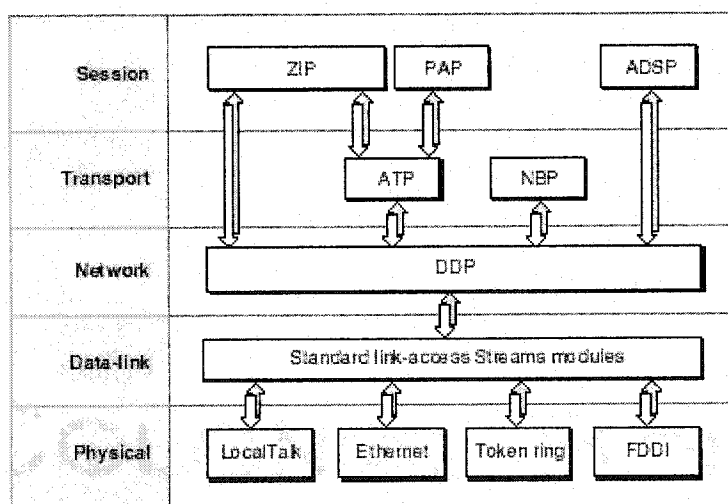 Session ZIP PAP ADSP
Transport ATP NBP
Network DDP
Data-link Standard link-access Streams modules
Physical LocalTalk Ethernet Token ring FDDI